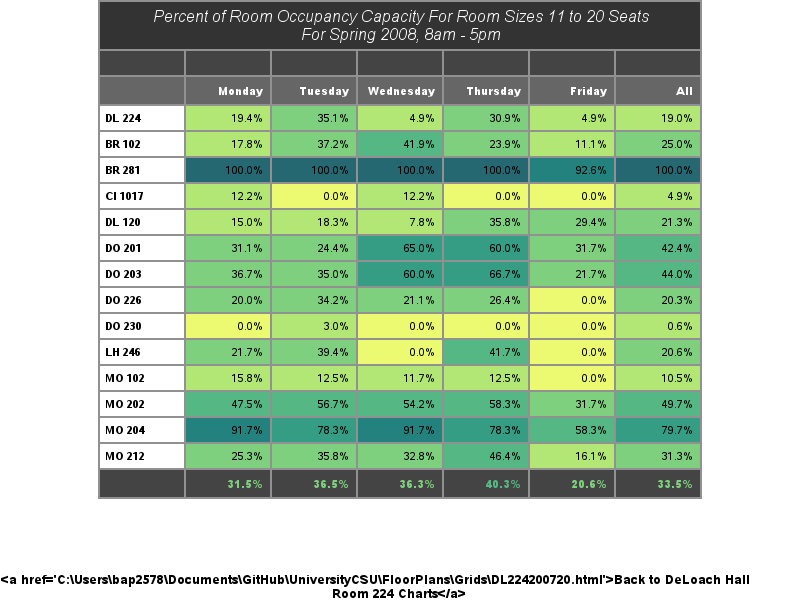 Percent of Room Occupancy Capacity For Room Sizes 11 to 20 Seats
For Spring 2008, 8am - 5pm
Monday Tuesday Wednesday Thursday Friday All
DL 224 19.4% 35.1% 4.9% 30.9% 4.9% 19.0%
BR 102 17.8% 37.2% 41.9% 23.9% 11.1% 25.0%
BR 281 100.0% 100.0% 100.0% 100.0% 92.6% 100.0%
CI 1017 12.2% 0.0% 12.2% 0.0% 0.0% 4.9%
DL 120 15.0% 18.3% 7.8% 35.8% 29.4% 21.3%
DO 201 31.1% 24.4% 65.0% 60.0% 31.7% 42.4%
DO 203 36.7% 35.0% 60.0% 66.7% 21.7% 44.0%
DO 226 20.0% 34.2% 21.1% 26.4% 0.0% 20.3%
DO 230 0.0% 3.0% 0.0% 0.0% 0.0% 0.6%
LH 246 21.7% 39.4% 0.0% 41.7% 0.0% 20.6%
MO 102 15.8% 12.5% 11.7% 12.5% 0.0% 10.5%
MO 202 47.5% 56.7% 54.2% 58.3% 31.7% 49.7%
MO 204 91.7% 78.3% 91.7% 78.3% 58.3% 79.7%
MO 212 25.3% 35.8% 32.8% 46.4% 16.1% 31.3%
31.5% 36.5% 36.3% 40.3% 20.6% 33.5%
<a href='C:\Users\bap2578\Documents\GitHub\UniversityCSU\FloorPlans\Grids\DL224200720.html'>Back to DeLoach Hall
Room 224 Charts</a>